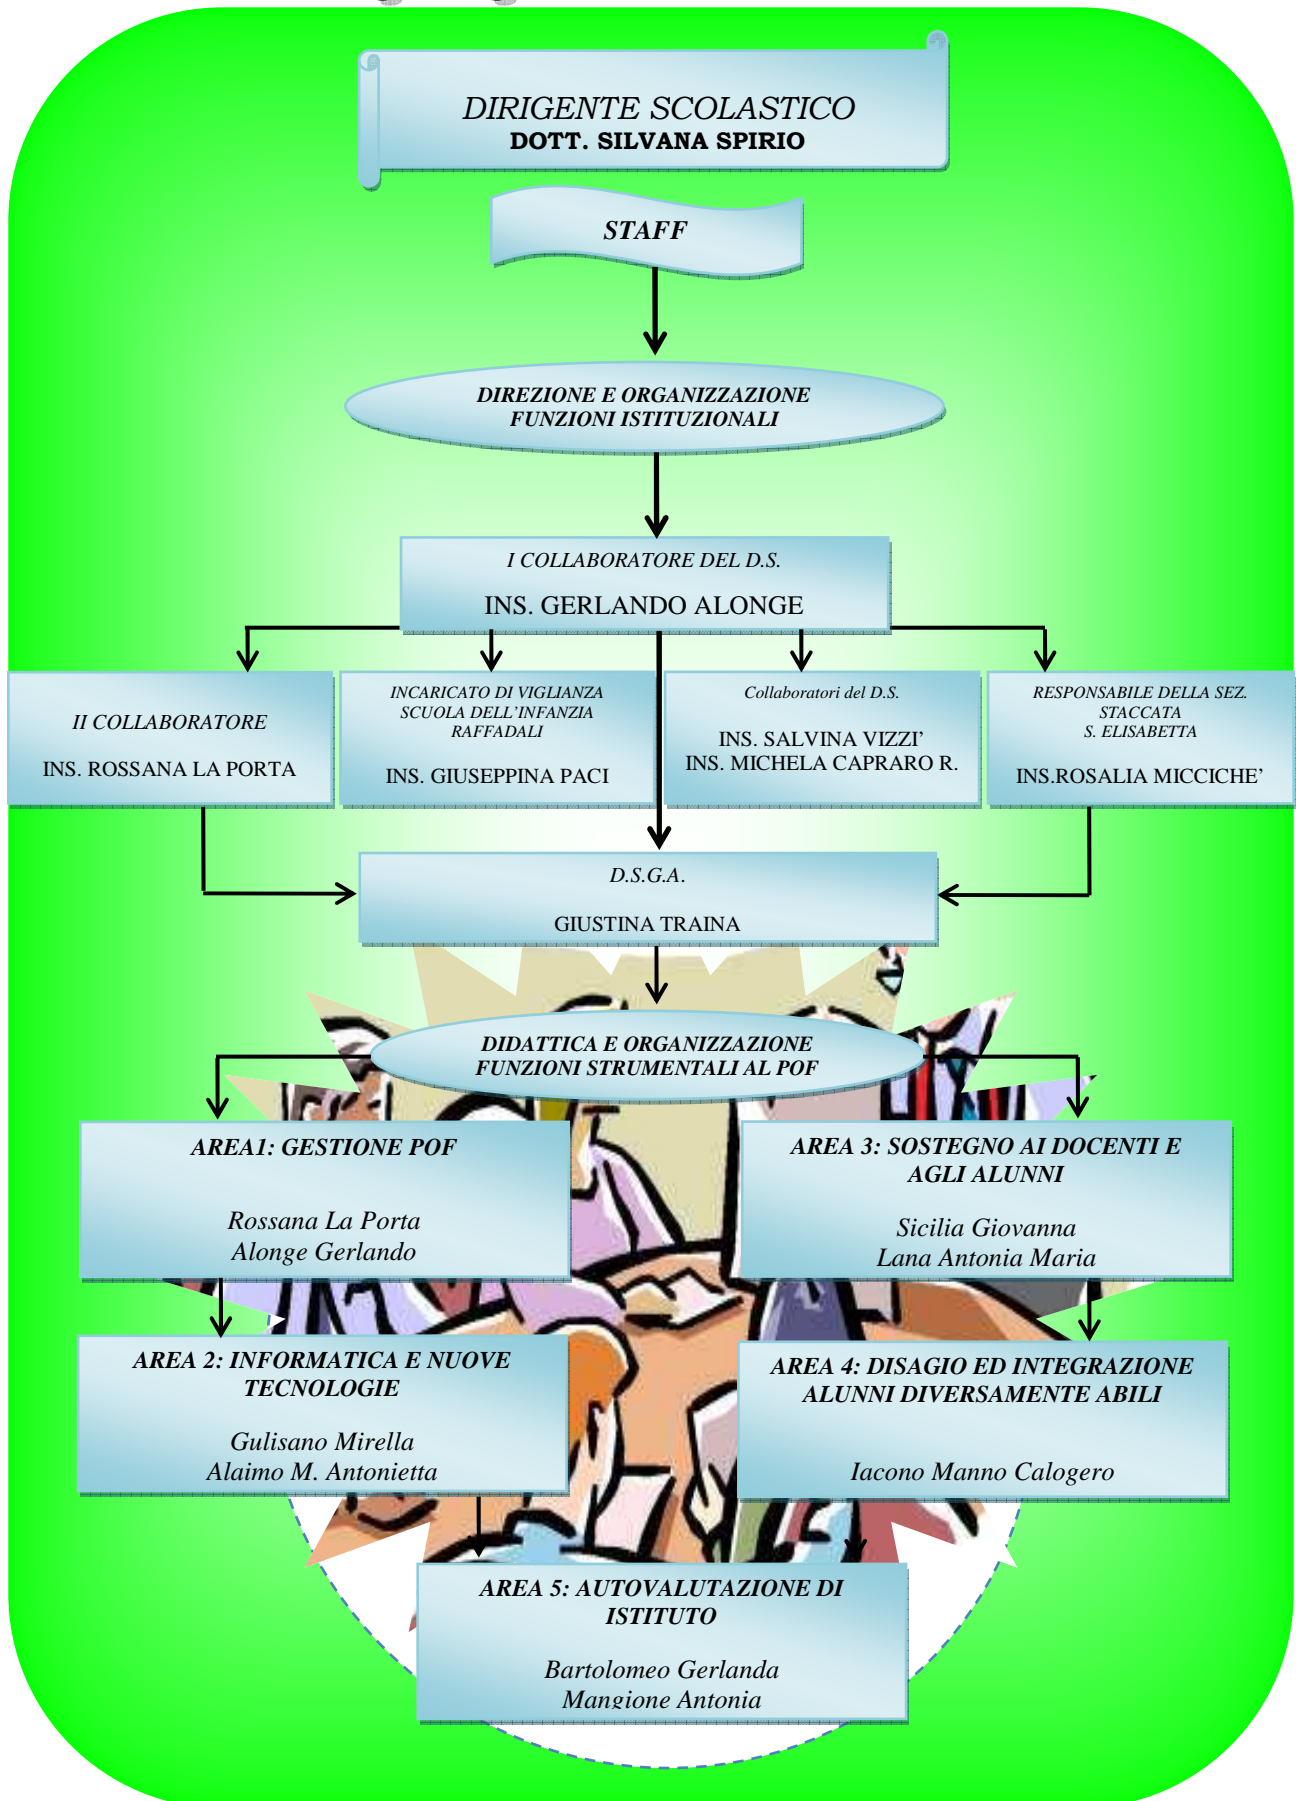 DIRIGENTE SCOLASTICO
DOTT. SILVANA SPIRIO
STAFF
DIREZIONE E ORGANIZZAZIONE
FUNZIONI ISTITUZIONALI
I COLLABORATORE DEL D.S.
INS. GERLANDO ALONGE
II COLLABORATORE
INS. ROSSANA LA PORTA
INCARICATO DI VIGLIANZA
SCUOLA DELL'INFANZIA
RAFFADALI
INS. GIUSEPPINA PACI
Collaboratori del D.S.
INS. SALVINA VIZZI'
INS. MICHELA CAPRARO R.
RESPONSABILE DELLA SEZ.
STACCATA
S. ELISABETTA
INS.ROSALIA MICCICHE'
D.S.G.A.
GIUSTINA TRAINA
DIDATTICA E ORGANIZZAZIONE
FUNZIONI STRUMENTALI AL POF
AREA1: GESTIONE POF
Rossana La Porta
Alonge Gerlando
AREA 3: SOSTEGNO AI DOCENTI E
AGLI ALUNNI
Sicilia Giovanna
Lana Antonia Maria
AREA 2: INFORMATICA E NUOVE
TECNOLOGIE
Gulisano Mirella
Alaimo M. Antonietta
AREA 4: DISAGIO ED INTEGRAZIONE
ALUNNI DIVERSAMENTE ABILI
Iacono Manno Calogero
AREA 5: AUTOVALUTAZIONE DI
ISTITUTO
Bartolomeo Gerlanda
Mangione Antonia